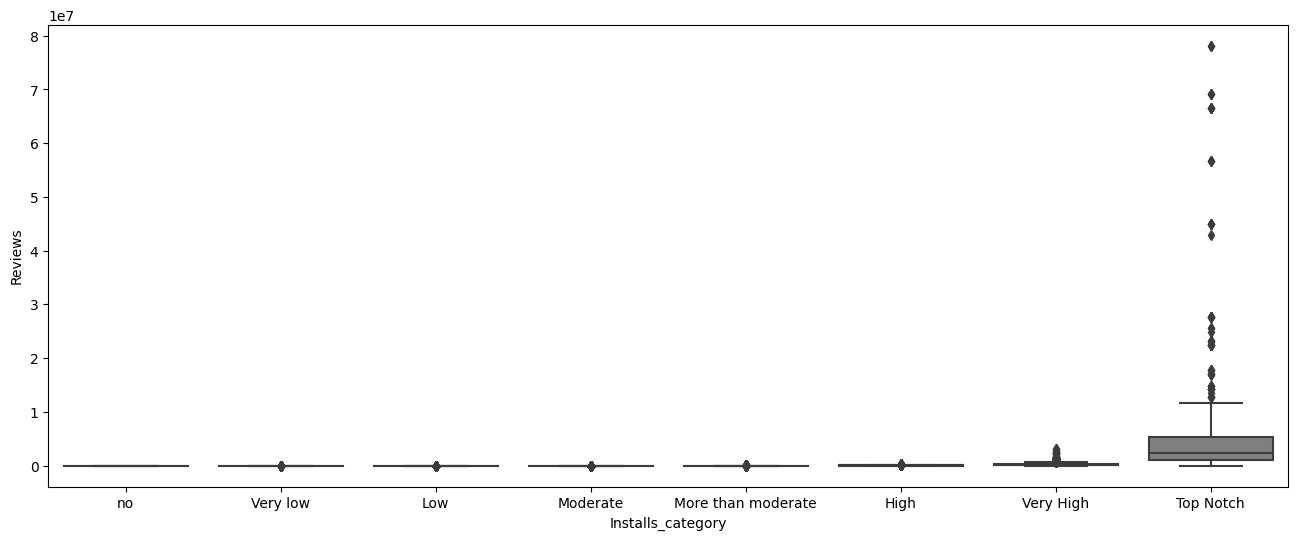 1e7
8
7
6
5
4
3
2
1
0
Reviews
no Very low Low Moderate More than moderate High Very High Top Notch
Installs_category